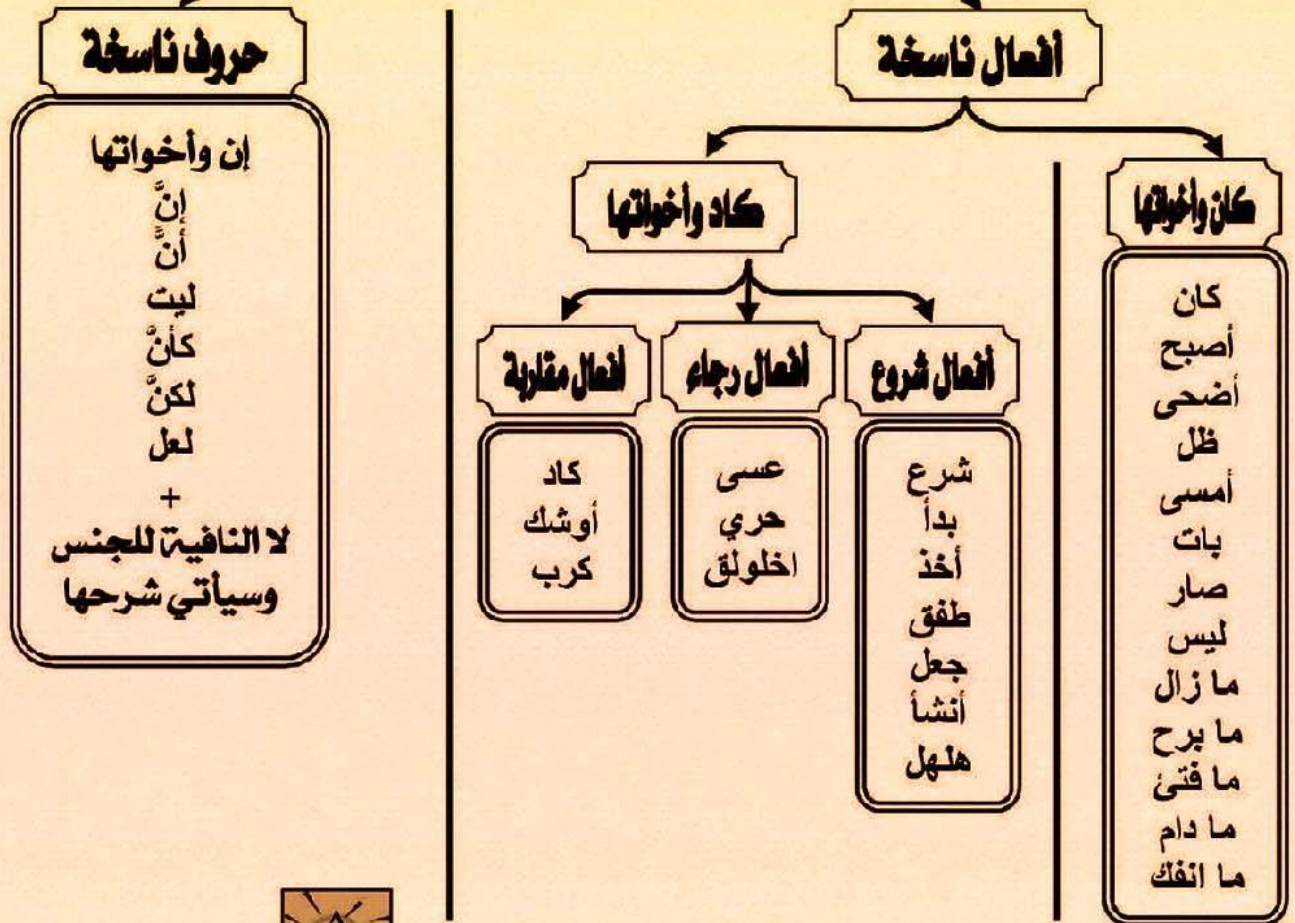 أفعال ناسخة
كان وأخواتها
كان
أصبح
أضحى
ظل
أمسى
بات
صار
ليس
ما زال
ما برح
ما فتئ
ما دام
ما انفك
كاد وأخواتها
أفعال شروع
شرع
بدأ
أخذ
طفق
جعل
أنشأ
هلهل
أفعال رجاء
عسى
حري
اخلولق
أفعال مقاربة
كاد
أوشك
كرب
حروف ناسخة
إن وأخواتها
إنَّ
أنَّ
ليت
كأنَّ
لكنَّ
لعل
+
لا النافية للجنس
وسيأتي شرحها